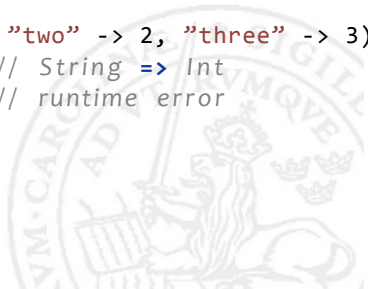 ”two” -> 2, ”three” -> 3)
// String => Int
// runtime error